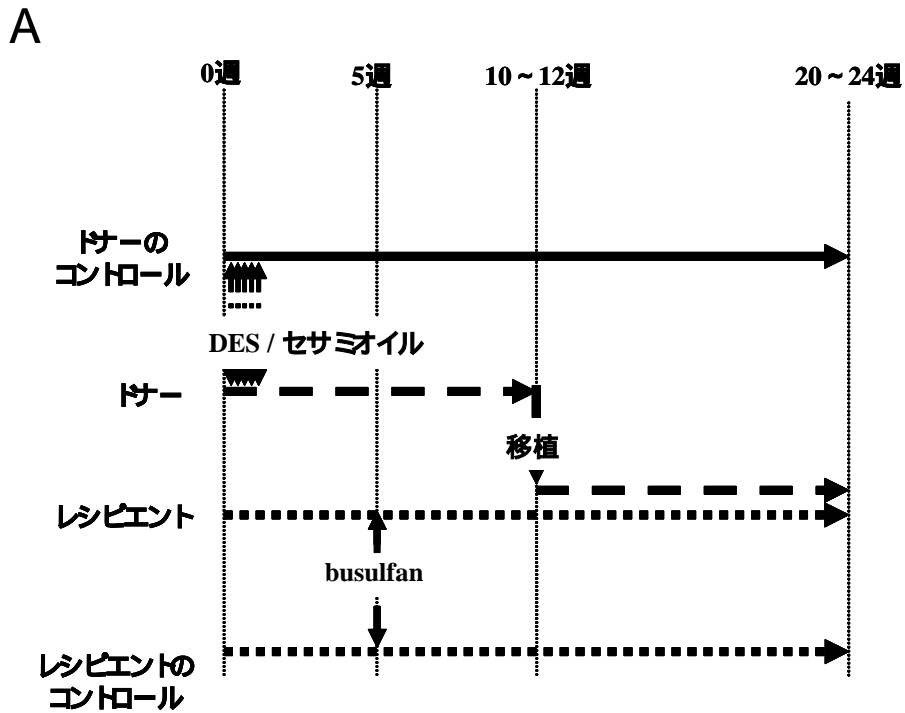 A
0週
5週
10～12週
20～24週
ドナーの
コントロール
DES / セサミオイル
ドナー
移植
レシピエント
busulfan
レシピエントの
コントロール